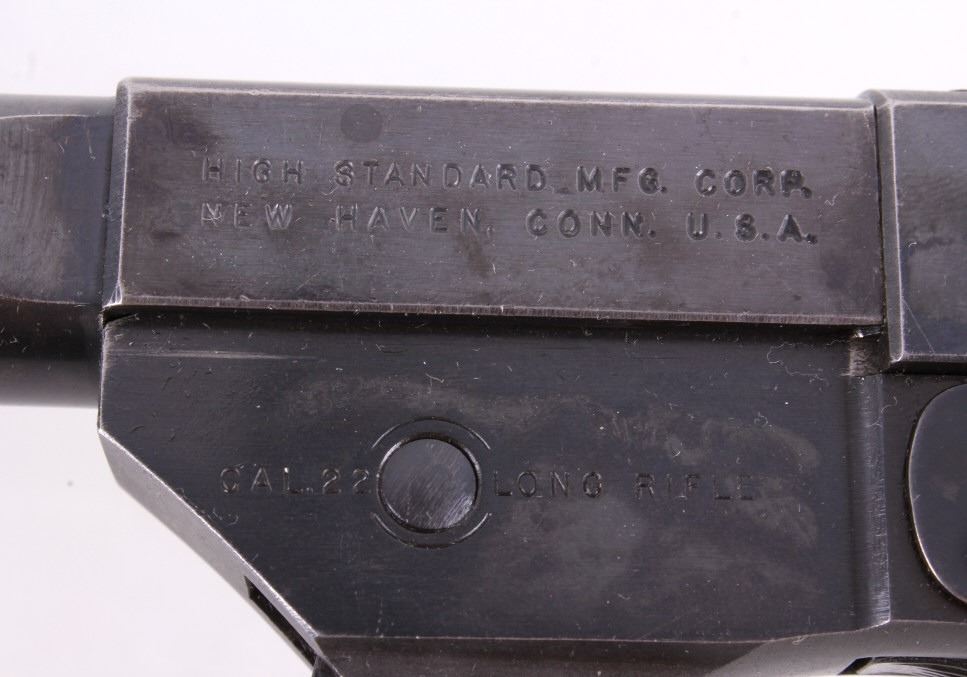 HIGH STANDARD MFG. CORP.
NEW HAVEN, CONN. U.S.A.
CAL. 22 LONG RIFLE